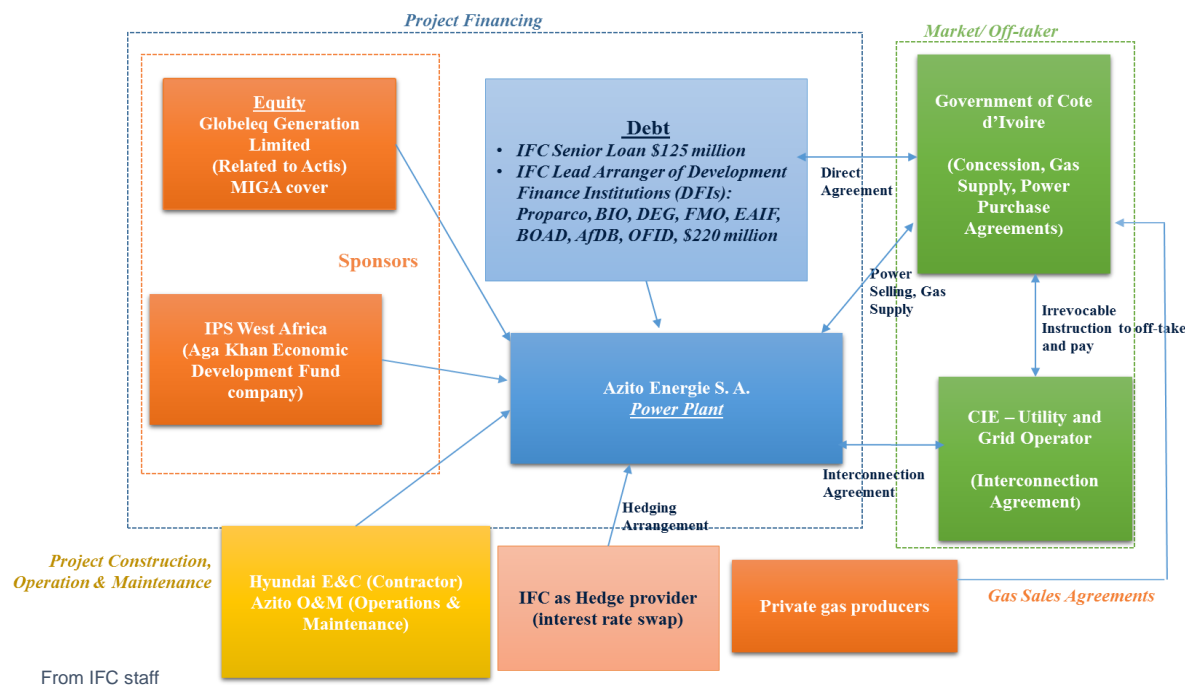 Project Financing
Market/ Off-taker
Equity
Globeleq Generation
Limited
(Related to Actis)
MIGA cover
Debt
• IFC Senior Loan $125 million
• IFC Lead Arranger of Development
Finance Institutions (DFIs):
Proparco, BIO, DEG, FMO, EAIF,
BOAD, AfDB, OFID, $220 million
Direct
Agreement
Government of Cote
d’Ivoire
(Concession, Gas
Supply, Power
Purchase
Agreements)
Sponsors
Power
Selling, Gas
Supply
IPS West Africa
(Aga Khan Economic
Development Fund
company)
Irrevocable
Instruction to off-take
and pay
Azito Energie S. A.
Power Plant
CIE – Utility and
Grid Operator
(Interconnection
Agreement)
Interconnection
Agreement
Hedging
Arrangement
Project Construction,
Operation & Maintenance
Hyundai E&C (Contractor)
Azito O&M (Operations &
Maintenance)
IFC as Hedge provider
(interest rate swap)
Private gas producers
Gas Sales Agreements
From IFC staff